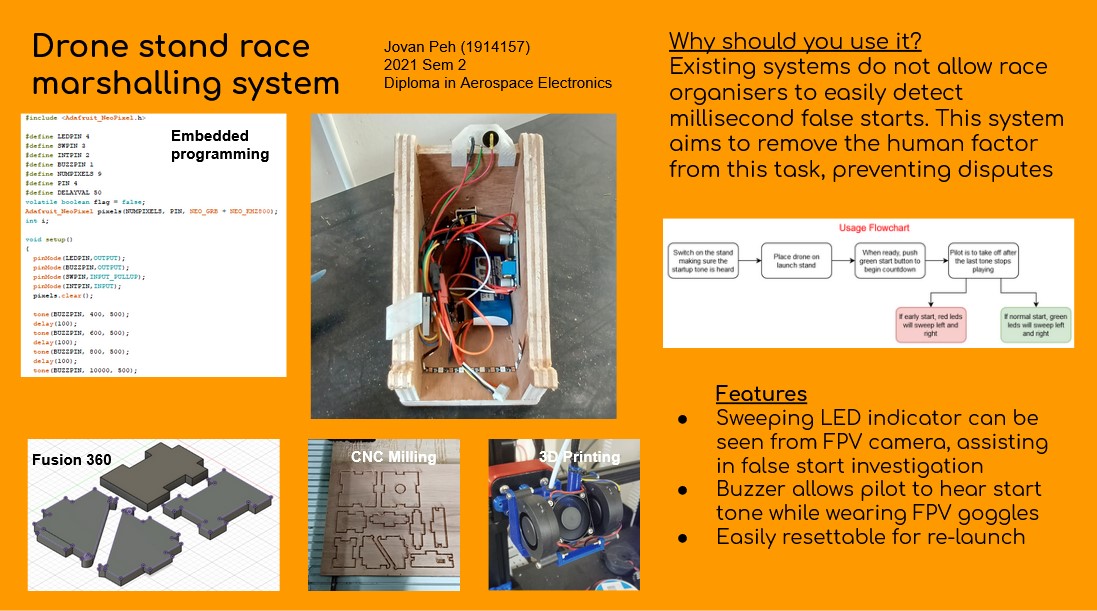 Drone stand race
marshalling system
Jovan Peh (1914157)
2021 Sem 2
Diploma in Aerospace Electronics
#include <Adafruit_NeoPixel.h>
#define LEDPIN 4
#define SWPIN 3
#define INTPIN 2
#define BUZZPIN 1
#define NUMPIXELS 9
#define PIN 4
#define DELAYVAL 50
volatile boolean flag = false;
Adafruit_NeoPixel pixels(NUMPIXELS, PIN, NEO_GRB + NEO_KHZ800);
int i;
void setup()
{
pinMode(LEDPIN,OUTPUT);
pinMode(BUZZPIN,OUTPUT);
pinMode(SWPIN,INPUT_PULLUP);
pinMode(INTPIN,INPUT);
pixels.clear();
tone(BUZZPIN, 400, 500);
delay(100);
tone(BUZZPIN, 600, 500);
delay(100);
tone(BUZZPIN, 800, 500);
delay(100);
tone(BUZZPIN, 10000, 500);
Embedded
programming
Fusion 360
CNC Milling
3D Printing
Why should you use it?
Existing systems do not allow race
organisers to easily detect
millisecond false starts. This system
aims to remove the human factor
from this task, preventing disputes
Usage Flowchart
Switch on the stand
making sure the
startup tone is heard
Place drone on
launch stand
When ready, push
green start button to
begin countdown
Pilot is to take off after
the last tone stops
playing
If early start, red leds
will sweep left and
right
If normal start, green
leds will sweep left
and right
Features
● Sweeping LED indicator can be
seen from FPV camera, assisting
in false start investigation
● Buzzer allows pilot to hear start
tone while wearing FPV goggles
● Easily resettable for re-launch